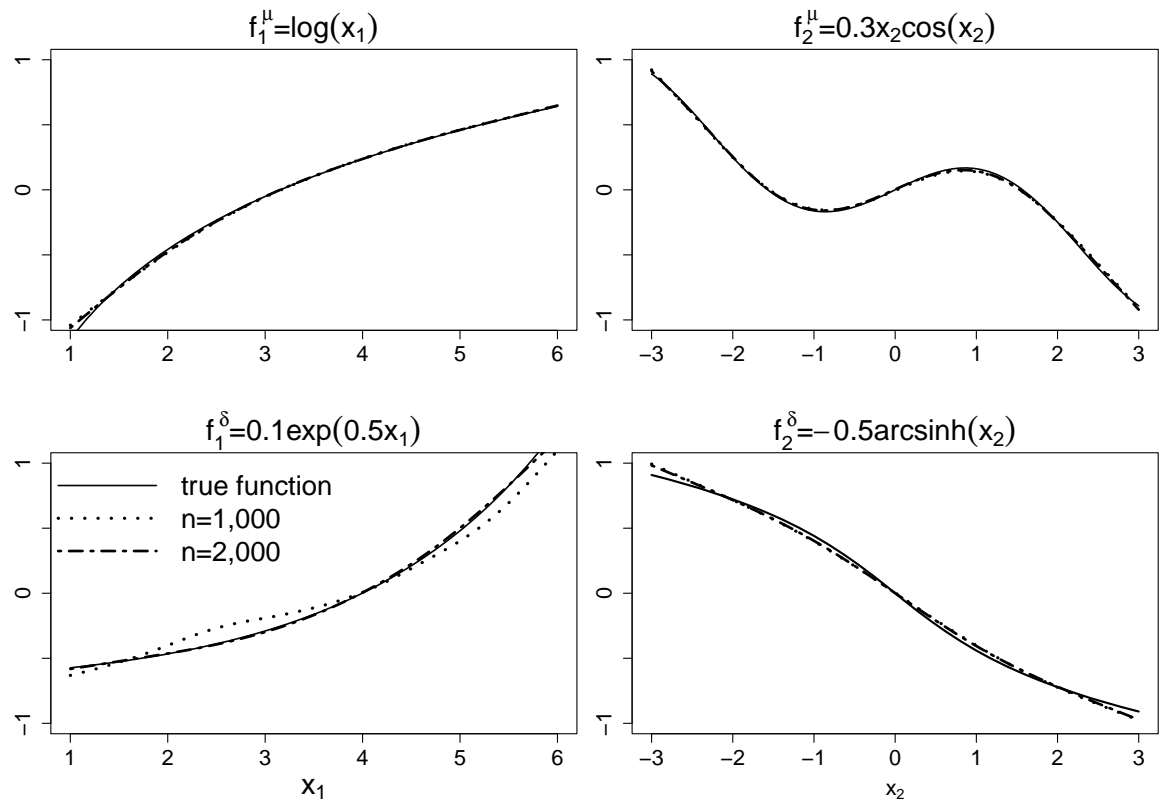 f₁^μ=log(x₁)
1
0
−1
1 2 3 4 5 6
f₂^μ=0.3x₂cos(x₂)
1
0
−1
−3 −2 −1 0 1 2 3
f₁^δ=0.1exp(0.5x₁)
true function
n=1,000
n=2,000
1
0
−1
1 2 3 4 5 6
x₁
f₂^δ=−0.5arcsinh(x₂)
1
0
−1
−3 −2 −1 0 1 2 3
x₂